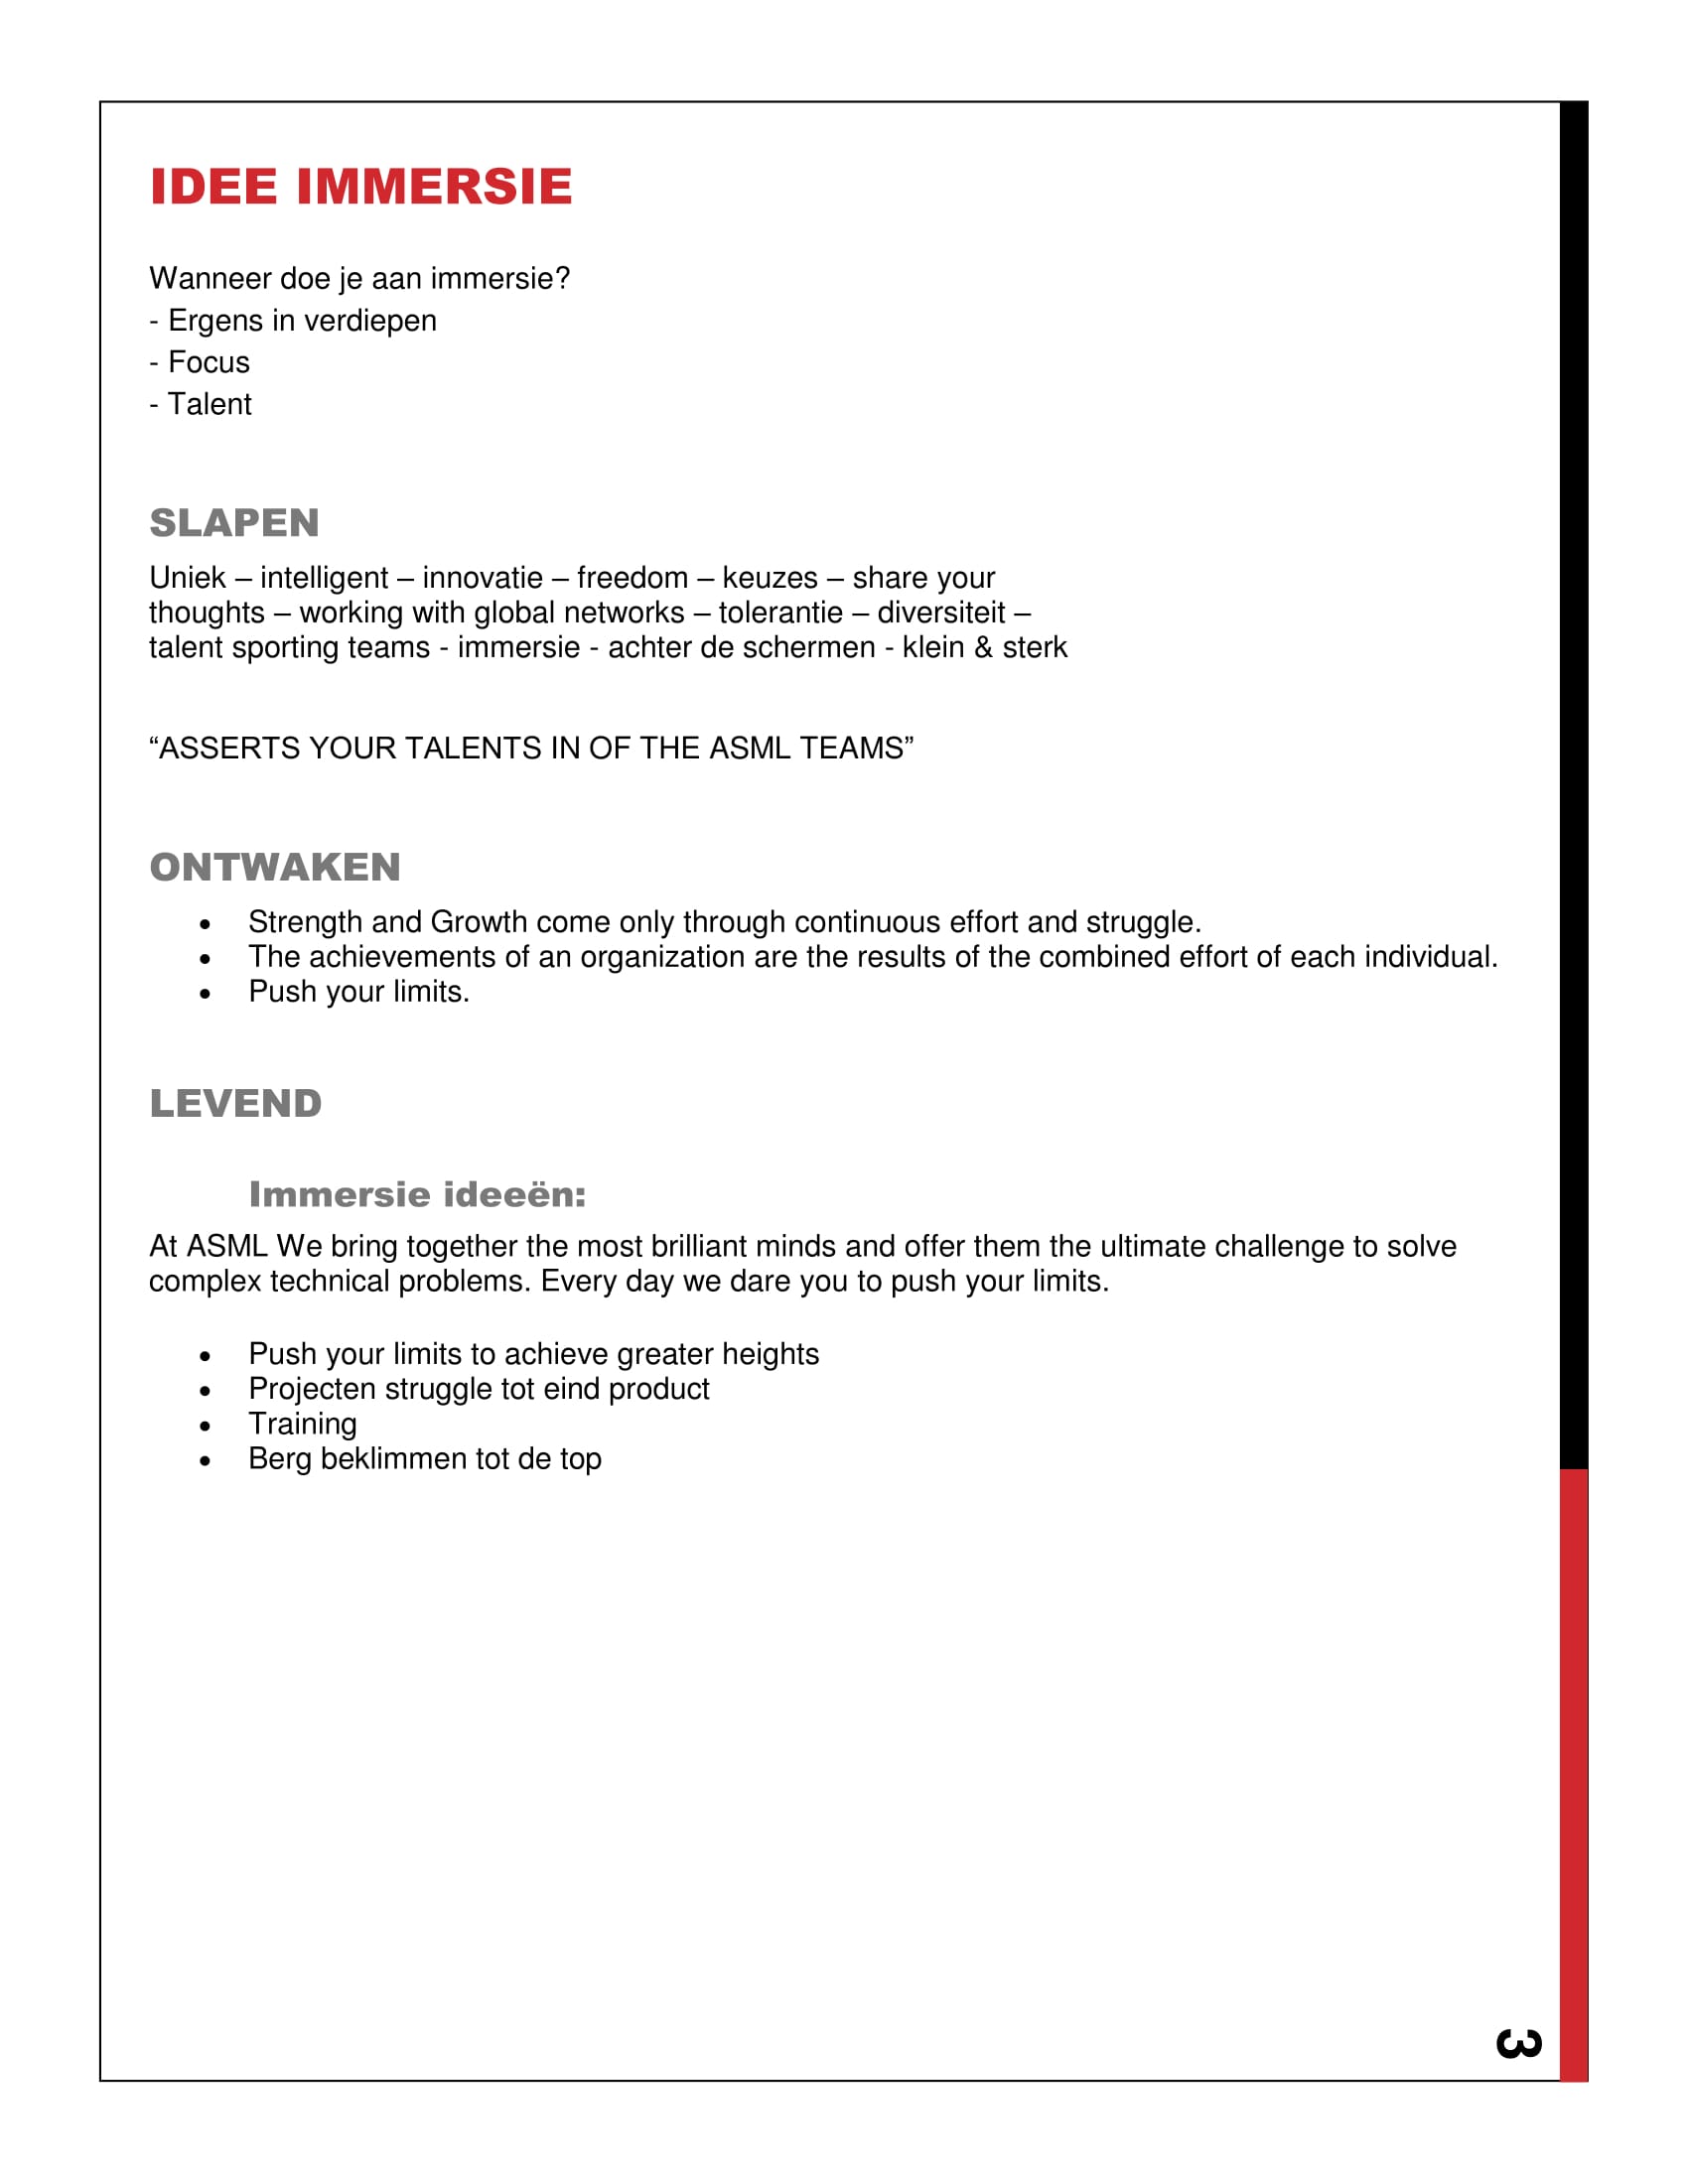 IDEE IMMERSIE
Wanneer doe je aan immersie?
- Ergens in verdiepen
- Focus
- Talent
SLAPEN
Uniek – intelligent – innovatie – freedom – keuzes – share your
thoughts – working with global networks – tolerantie – diversiteit –
talent sporting teams - immersie - achter de schermen - klein & sterk
“ASSERTS YOUR TALENTS IN OF THE ASML TEAMS”
ONTWAKEN
• Strength and Growth come only through continuous effort and struggle.
• The achievements of an organization are the results of the combined effort of each individual.
• Push your limits.
LEVEND
Immersie ideeën:
At ASML We bring together the most brilliant minds and offer them the ultimate challenge to solve
complex technical problems. Every day we dare you to push your limits.
• Push your limits to achieve greater heights
• Projecten struggle tot eind product
• Training
• Berg beklimmen tot de top
3